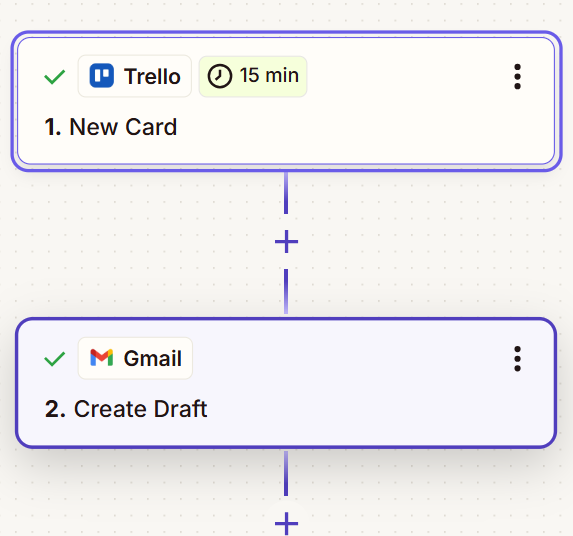 Trello 15 min
1. New Card
Gmail
2. Create Draft